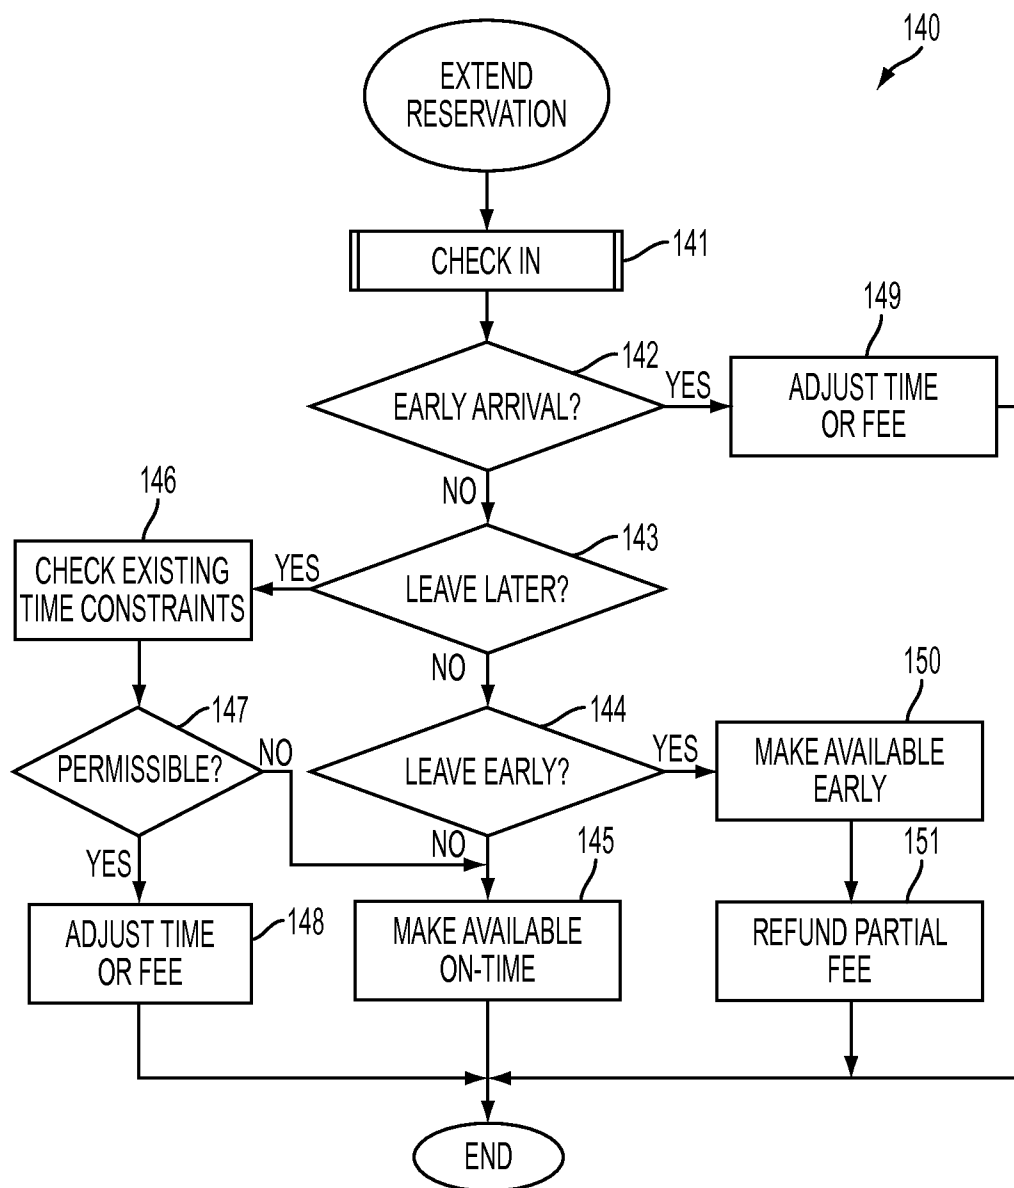 140
EXTEND
RESERVATION
CHECK IN
141
142
EARLY ARRIVAL?
YES
149
ADJUST TIME
OR FEE
NO
146
143
CHECK EXISTING
TIME CONSTRAINTS
YES
LEAVE LATER?
NO
147
PERMISSIBLE?
NO
144
LEAVE EARLY?
YES
150
MAKE AVAILABLE
EARLY
YES
NO
145
151
148
ADJUST TIME
OR FEE
MAKE AVAILABLE
ON-TIME
REFUND PARTIAL
FEE
END